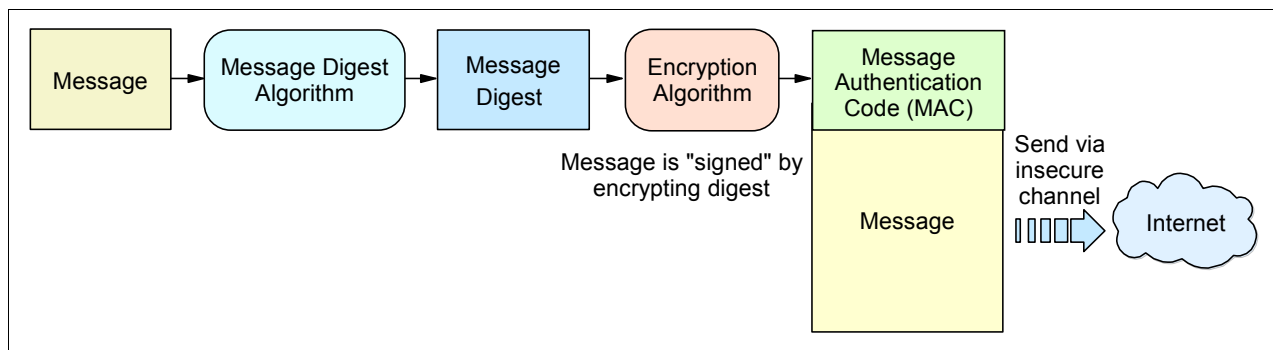 Message
Message Digest
Algorithm
Message
Digest
Encryption
Algorithm
Message
Authentication
Code (MAC)
Message is "signed" by
encrypting digest
Message
Send via
insecure
channel
Internet